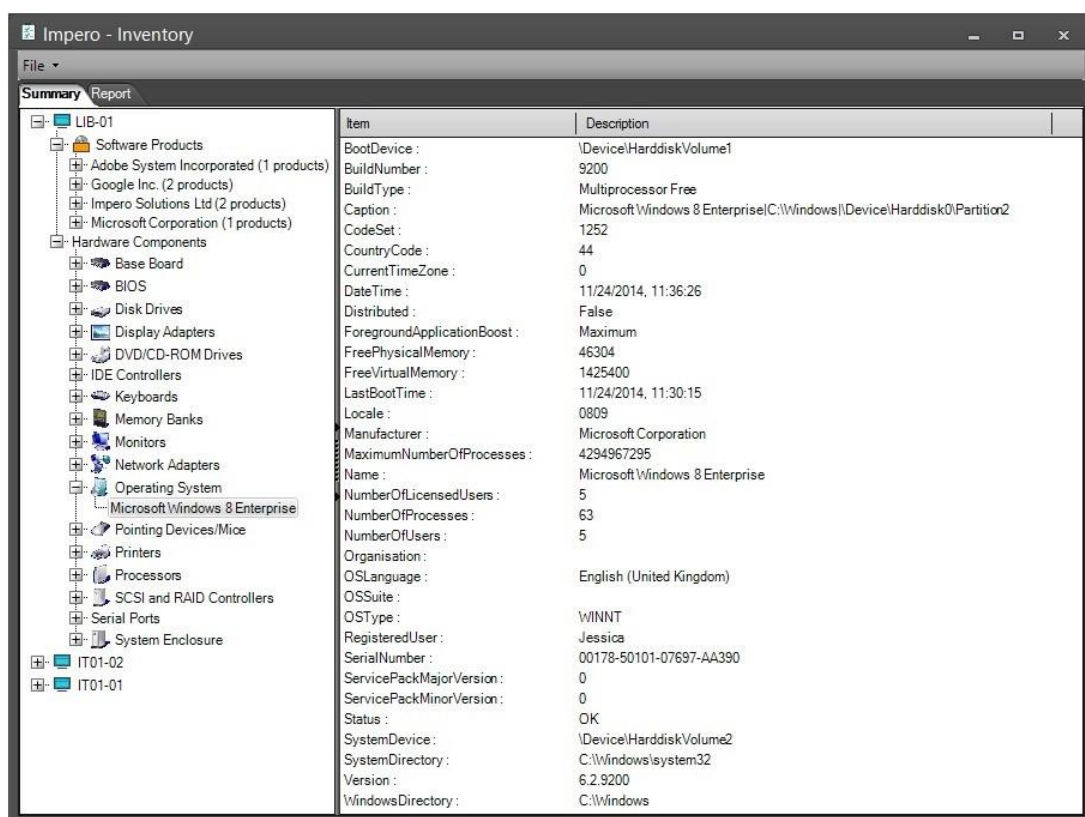 Impero - Inventory
File
Summary Report
LIB-01
Software Products
Adobe System Incorporated (1 products)
Google Inc. (2 products)
Impero Solutions Ltd (2 products)
Microsoft Corporation (1 products)
Hardware Components
Base Board
BIOS
Disk Drives
Display Adapters
DVD/CD-ROM Drives
IDE Controllers
Keyboards
Memory Banks
Monitors
Network Adapters
Operating System
Microsoft Windows 8 Enterprise
Pointing Devices/Mice
Printers
Processors
SCSI and RAID Controllers
Serial Ports
System Enclosure
IT01-02
IT01-01
Item Description
BootDevice : \Device\HarddiskVolume1
BuildNumber : 9200
BuildType : Multiprocessor Free
Caption : Microsoft Windows 8 Enterprise|C:\Windows|\Device\Harddisk0\Partition2
CodeSet : 1252
CountryCode : 44
CurrentTimeZone : 0
DateTime : 11/24/2014, 11:36:26
Distributed : False
ForegroundApplicationBoost : Maximum
FreePhysicalMemory : 46304
FreeVirtualMemory : 1425400
LastBootTime : 11/24/2014, 11:30:15
Locale : 0809
Manufacturer : Microsoft Corporation
MaximumNumberOfProcesses : 4294967295
Name : Microsoft Windows 8 Enterprise
NumberOfLicensedUsers : 5
NumberOfProcesses : 63
NumberOfUsers : 5
Organisation :
OSLanguage : English (United Kingdom)
OSSuite :
OSType : WINNT
RegisteredUser : Jessica
SerialNumber : 00178-50101-07697-AA390
ServicePackMajorVersion : 0
ServicePackMinorVersion : 0
Status : OK
SystemDevice : \Device\HarddiskVolume2
SystemDirectory : C:\Windows\system32
Version : 6.2.9200
WindowsDirectory : C:\Windows